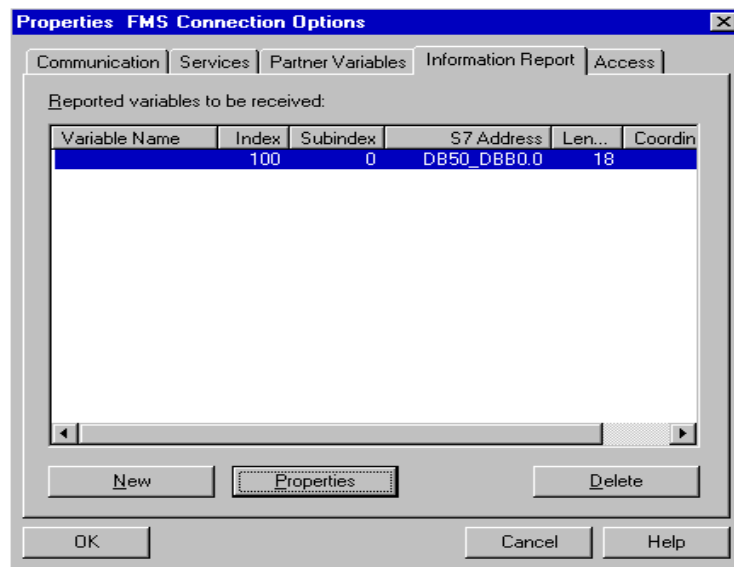 Properties FMS Connection Options
Communication Services Partner Variables Information Report Access
Reported variables to be received:
Variable Name Index Subindex S7 Address Len... Coordin
100 0 DB50_DBB0.0 18
New Properties Delete
OK Cancel Help